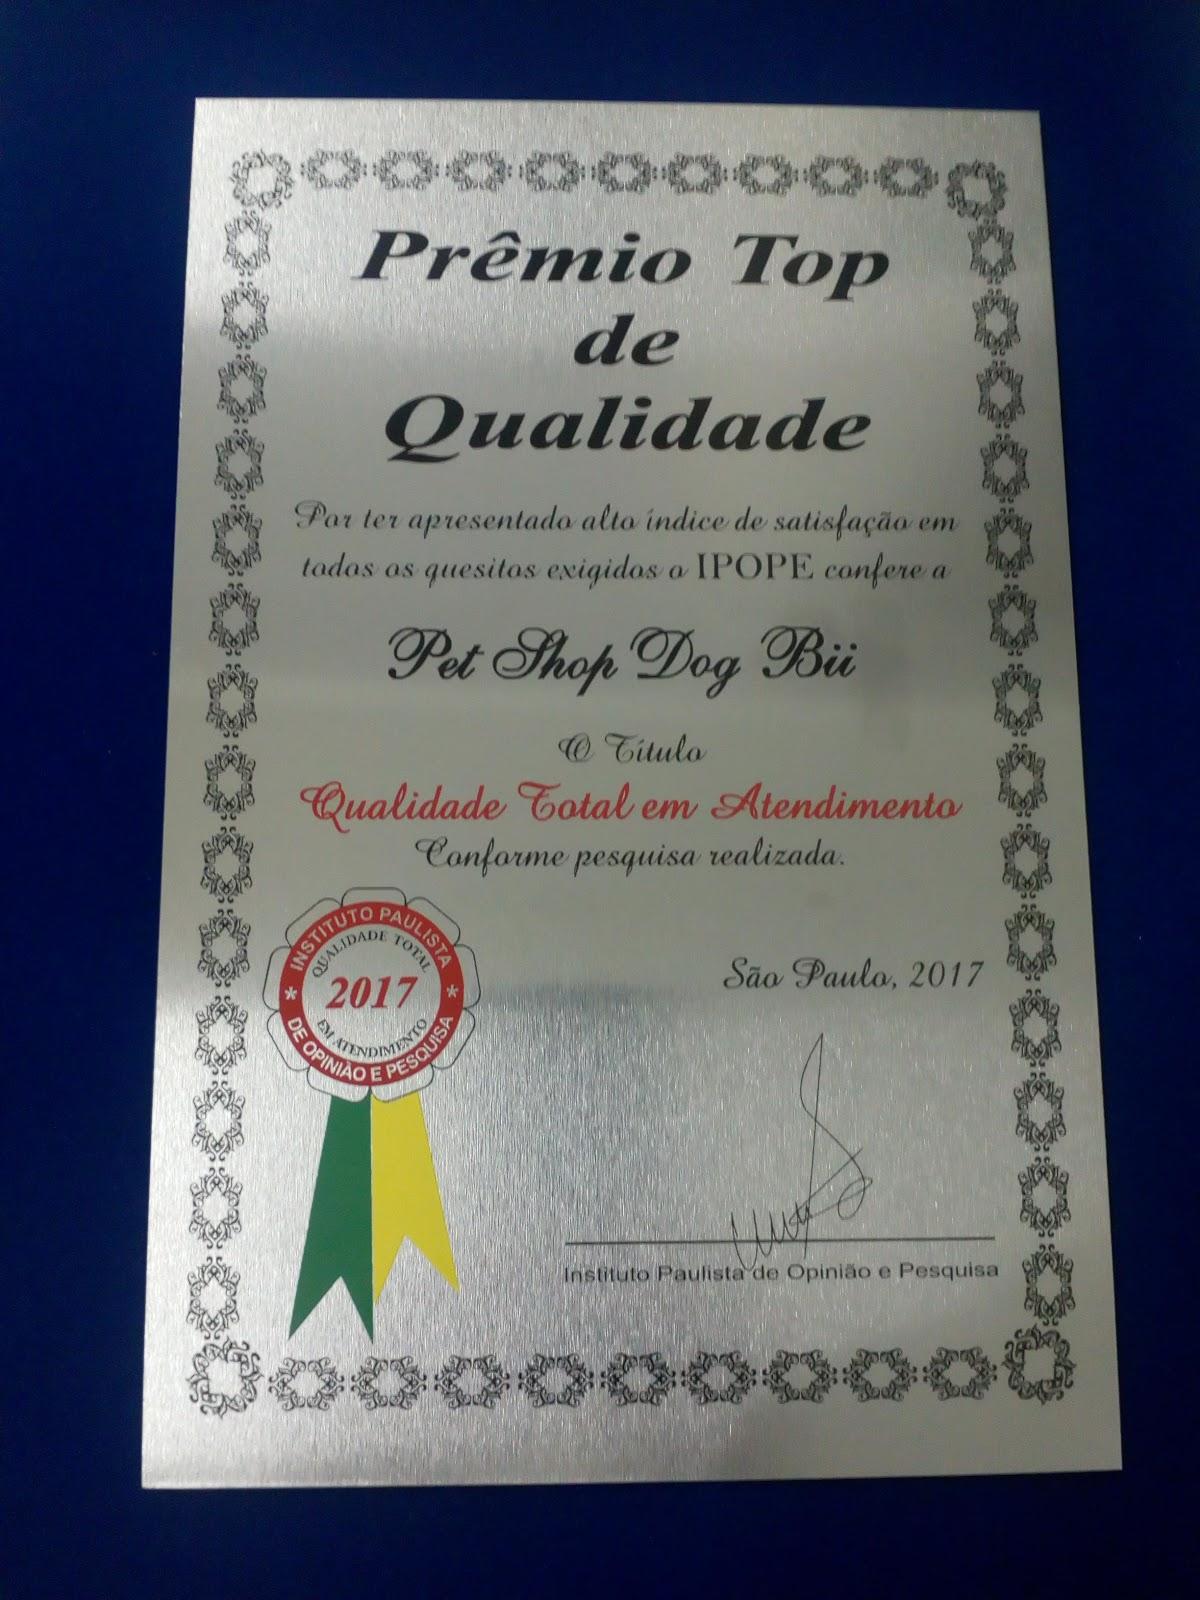 Prêmio Top
de
Qualidade
Por ter apresentado alto índice de satisfação em
todos os quesitos exigidos o IPOPE confere a
Pet Shop Dog Bii
O Título
Qualidade Total em Atendimento
Conforme pesquisa realizada.
INSTITUTO PAULISTA
QUALIDADE TOTAL
2017
EM ATENDIMENTO
DE OPINIÃO E PESQUISA
São Paulo, 2017
Instituto Paulista de Opinião e Pesquisa